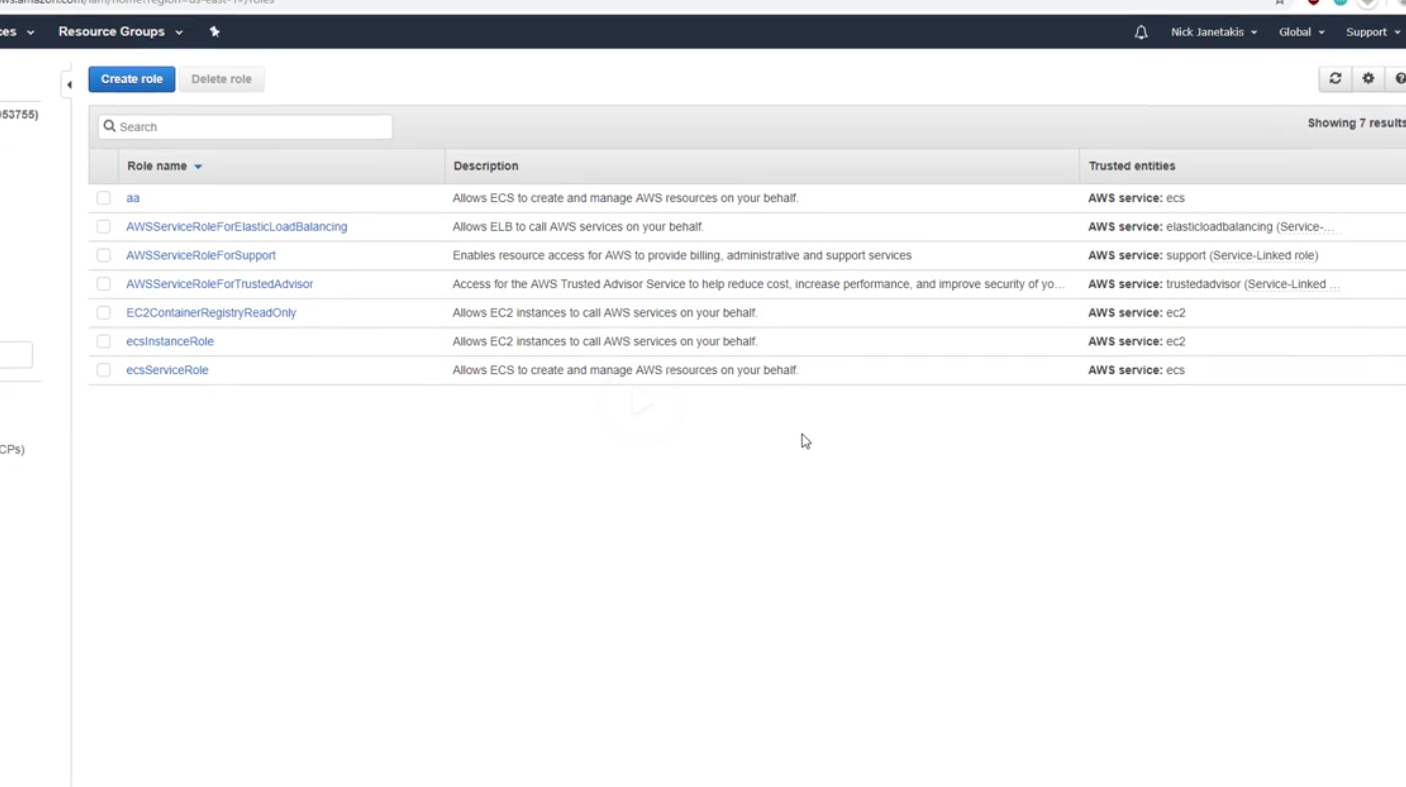 ws.amazon.com/iam/home?region=us-east-1#/roles
ces Resource Groups Nick Janetakis Global Support
Create role Delete role
953755)
Search Showing 7 results
Role name Description Trusted entities
aa Allows ECS to create and manage AWS resources on your behalf. AWS service: ecs
AWSServiceRoleForElasticLoadBalancing Allows ELB to call AWS services on your behalf. AWS service: elasticloadbalancing (Service-...
AWSServiceRoleForSupport Enables resource access for AWS to provide billing, administrative and support services AWS service: support (Service-Linked role)
AWSServiceRoleForTrustedAdvisor Access for the AWS Trusted Advisor Service to help reduce cost, increase performance, and improve security of yo... AWS service: trustedadvisor (Service-Linked ...
EC2ContainerRegistryReadOnly Allows EC2 instances to call AWS services on your behalf. AWS service: ec2
ecsInstanceRole Allows EC2 instances to call AWS services on your behalf. AWS service: ec2
ecsServiceRole Allows ECS to create and manage AWS resources on your behalf. AWS service: ecs
CPs)